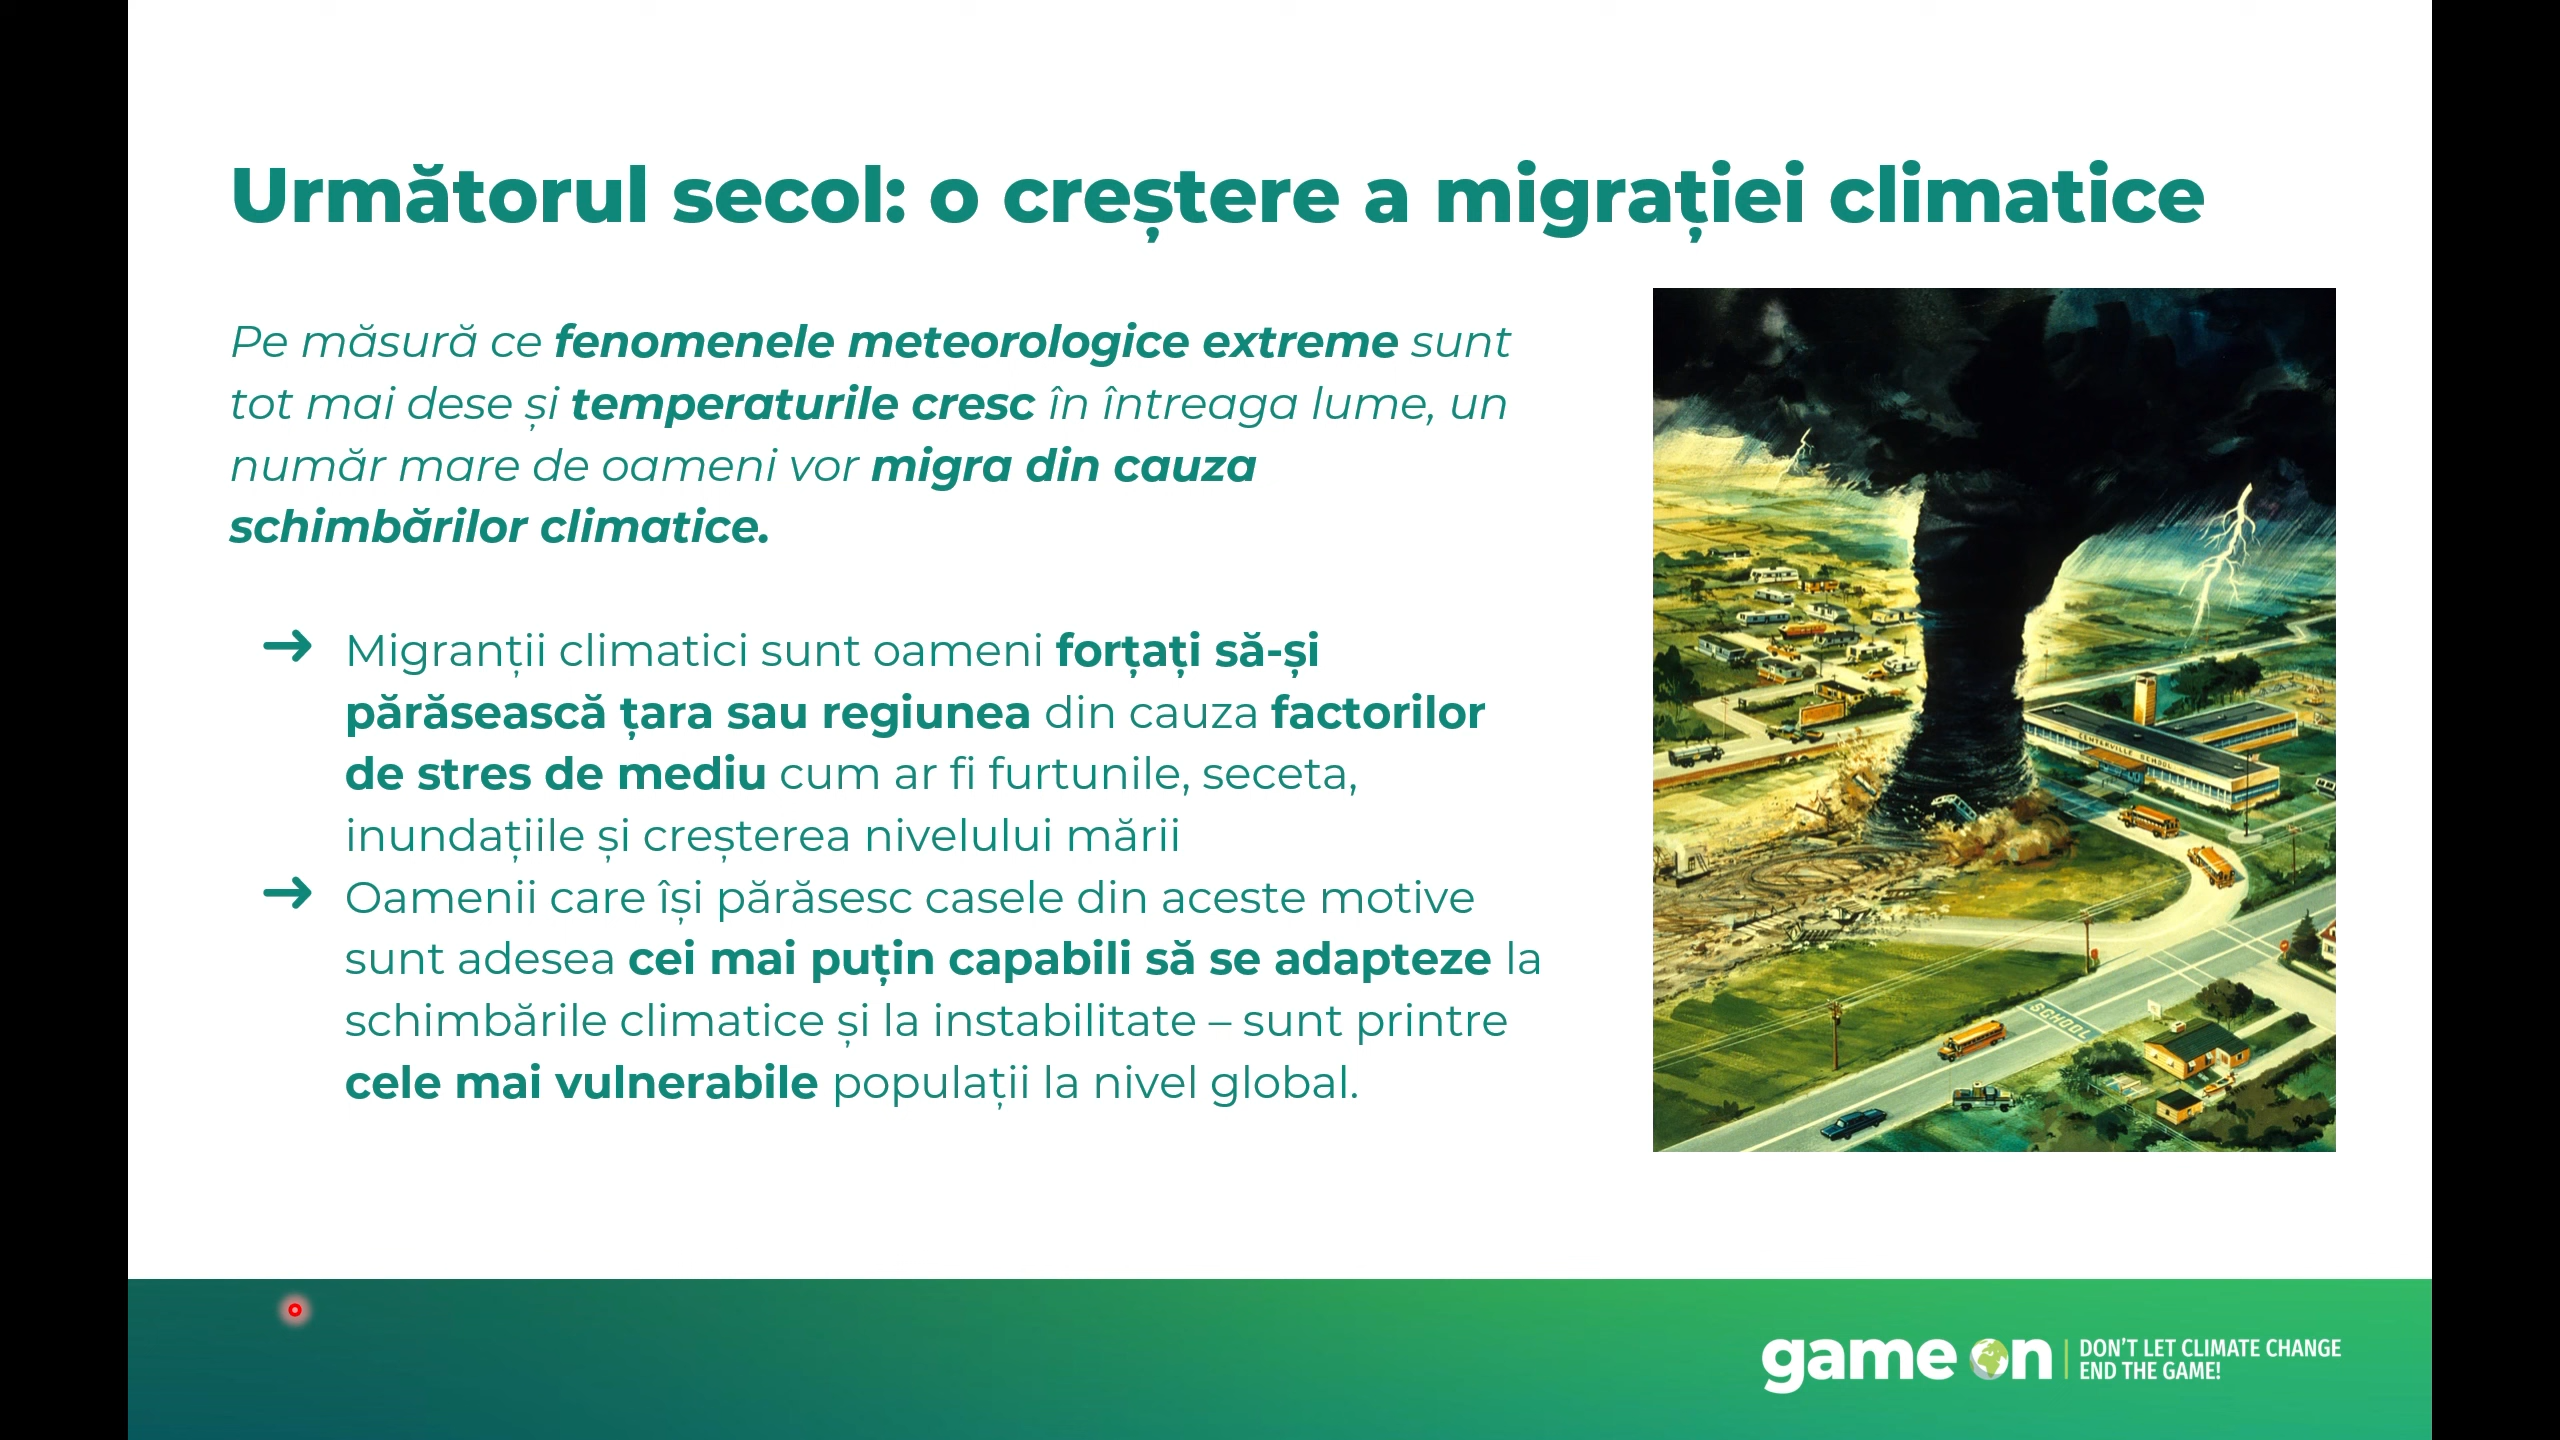 Următorul secol: o creștere a migrației climatice
Pe măsură ce fenomenele meteorologice extreme sunt
tot mai dese și temperaturile cresc în întreaga lume, un
număr mare de oameni vor migra din cauza
schimbărilor climatice.
→ Migranții climatici sunt oameni forțați să-și
părăsească țara sau regiunea din cauza factorilor
de stres de mediu cum ar fi furtunile, seceta,
inundațiile și creșterea nivelului mării
→ Oamenii care își părăsesc casele din aceste motive
sunt adesea cei mai puțin capabili să se adapteze la
schimbările climatice și la instabilitate – sunt printre
cele mai vulnerabile populații la nivel global.
CENTERVILLE SCHOOL
SCHOOL
game on
DON'T LET CLIMATE CHANGE
END THE GAME!